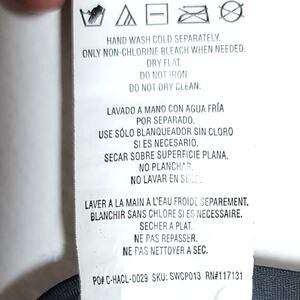 HAND WASH COLD SEPARATELY.
ONLY NON-CHLORINE BLEACH WHEN NEEDED.
DRY FLAT.
DO NOT IRON.
DO NOT DRY CLEAN.
LAVADO A MANO CON AGUA FRÍA
POR SEPARADO.
USE SÓLO BLANQUEADOR SIN CLORO
SI ES NECESARIO.
SECAR SOBRE SUPERFICIE PLANA.
NO PLANCHAR.
NO LAVAR EN
LAVER A LA MAIN A L'EAU FROIDE SEPAREMENT.
BLANCHIR SANS CHLORE SI ES NECESSAIRE.
SECHER A PLAT.
NE PAS REPASSER.
NE PAS NETTOYER A SEC.
PO# C-HACL-0029 SKU: SWCP013 RN#117131